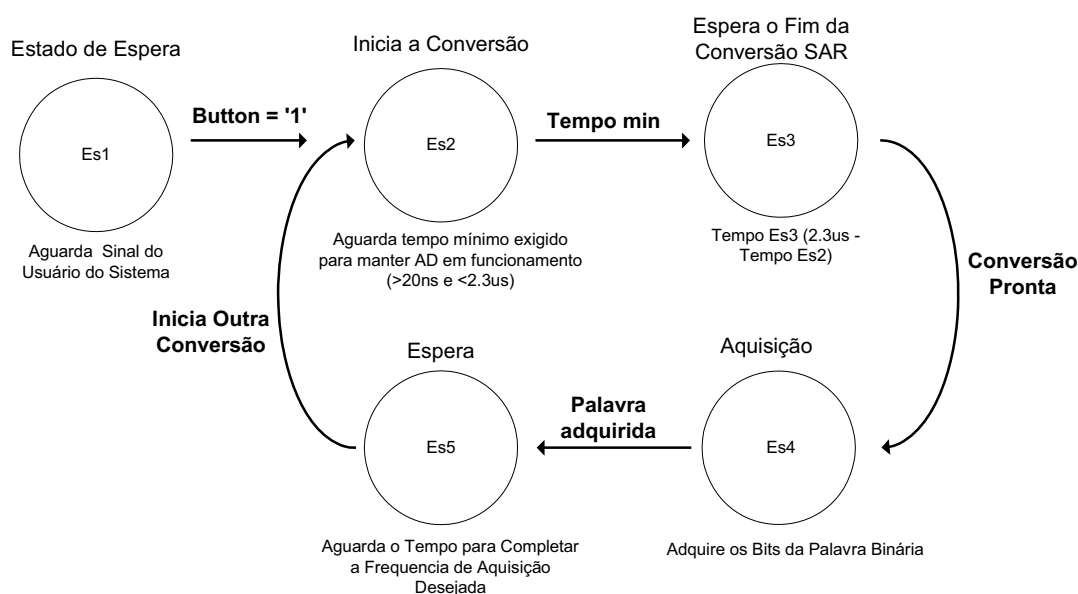 Estado de Espera
Es1
Aguarda Sinal do
Usuário do Sistema
Button = '1'
Inicia a Conversão
Es2
Aguarda tempo mínimo exigido
para manter AD em funcionamento
(>20ns e <2.3us)
Tempo min
Espera o Fim da
Conversão SAR
Es3
Tempo Es3 (2.3us -
Tempo Es2)
Conversão
Pronta
Aquisição
Es4
Adquire os Bits da Palavra Binária
Palavra
adquirida
Espera
Es5
Aguarda o Tempo para Completar
a Frequencia de Aquisição
Desejada
Inicia Outra
Conversão